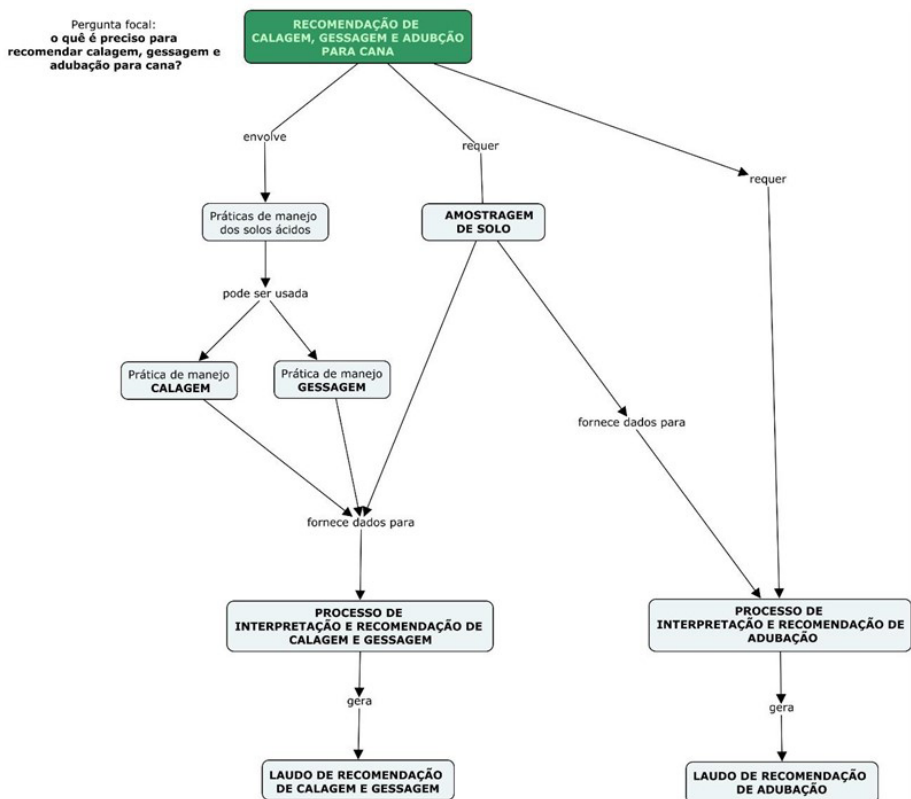 Pergunta focal:
o quê é preciso para
recomendar calagem, gessagem e
adubação para cana?
RECOMENDAÇÃO DE
CALAGEM, GESSAGEM E ADUBÇÃO
PARA CANA
envolve
requer
requer
Práticas de manejo
dos solos ácidos
AMOSTRAGEM
DE SOLO
pode ser usada
Prática de manejo
CALAGEM
Prática de manejo
GESSAGEM
fornece dados para
fornece dados para
PROCESSO DE
INTERPRETAÇÃO E RECOMENDAÇÃO DE
CALAGEM E GESSAGEM
PROCESSO DE
INTERPRETAÇÃO E RECOMENDAÇÃO DE
ADUBAÇÃO
gera
gera
LAUDO DE RECOMENDAÇÃO
DE CALAGEM E GESSAGEM
LAUDO DE RECOMENDAÇÃO
DE ADUBAÇÃO